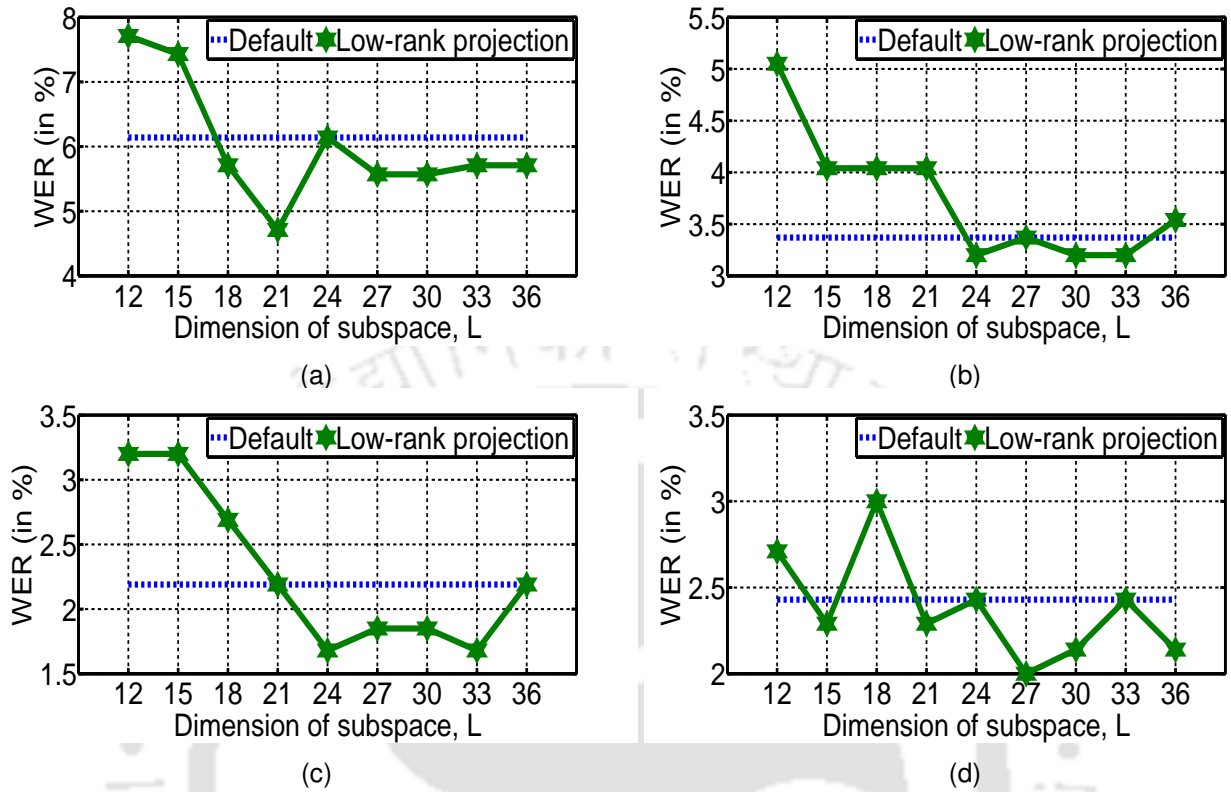 8
7
6
5
4
WER (in %)
Default Low-rank projection
12 15 18 21 24 27 30 33 36
Dimension of subspace, L
(a)
5.5
5
4.5
4
3.5
3
WER (in %)
Default Low-rank projection
12 15 18 21 24 27 30 33 36
Dimension of subspace, L
(b)
3.5
3
2.5
2
1.5
WER (in %)
Default Low-rank projection
12 15 18 21 24 27 30 33 36
Dimension of subspace, L
(c)
3.5
3
2.5
2
WER (in %)
Default Low-rank projection
12 15 18 21 24 27 30 33 36
Dimension of subspace, L
(d)